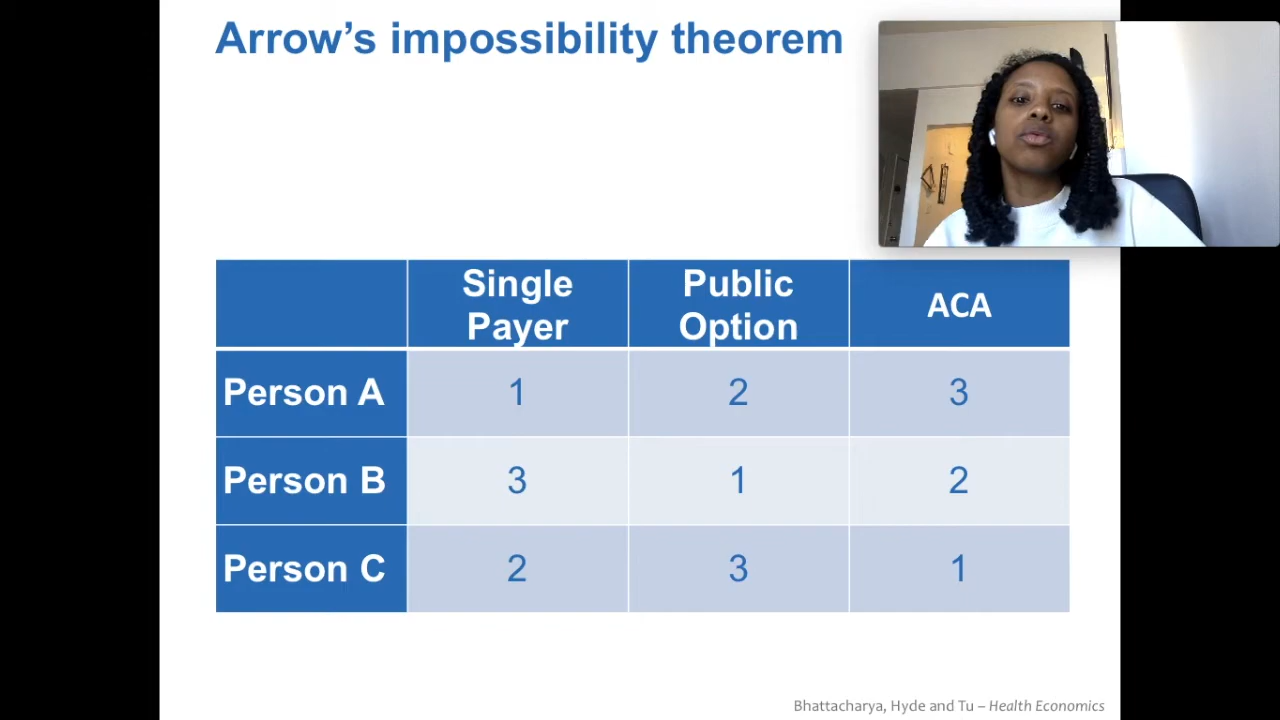 Arrow’s impossibility theorem
Single Payer Public Option ACA
Person A 1 2 3
Person B 3 1 2
Person C 2 3 1
Bhattacharya, Hyde and Tu – Health Economics